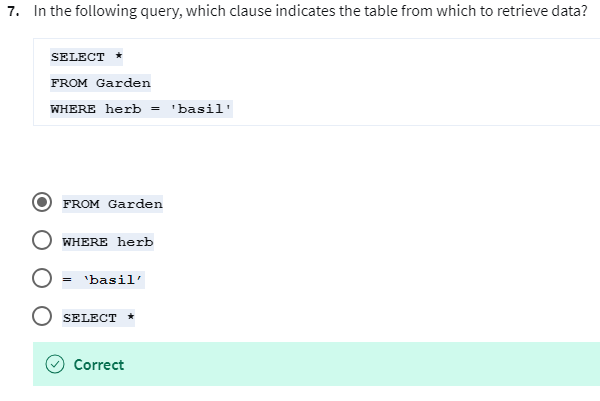 7. In the following query, which clause indicates the table from which to retrieve data?
SELECT *
FROM Garden
WHERE herb = 'basil'
FROM Garden
WHERE herb
= ‘basil′
SELECT *
Correct